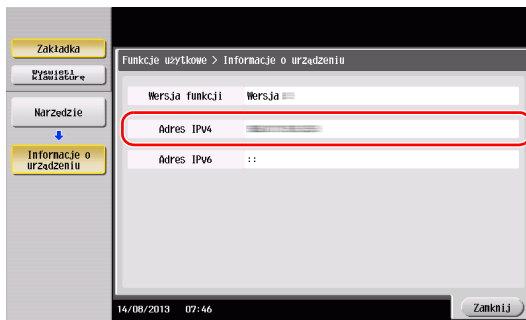 Zakładka
Wyświetl
klawiaturę
Narzędzie
Informacje o
urządzeniu
Funkcje użytkowe > Informacje o urządzeniu
Wersja funkcji Wersja
Adres IPv4
Adres IPv6 ::
14/08/2013 07:46
Zamknij